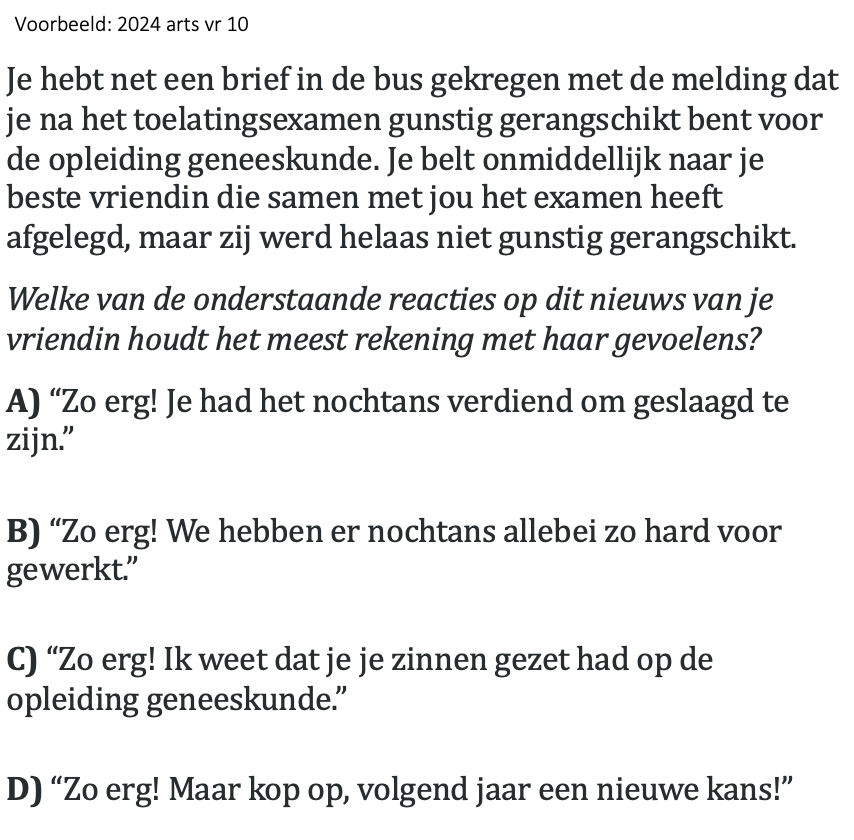 Voorbeeld: 2024 arts vr 10
Je hebt net een brief in de bus gekregen met de melding dat
je na het toelatingsexamen gunstig gerangschikt bent voor
de opleiding geneeskunde. Je belt onmiddellijk naar je
beste vriendin die samen met jou het examen heeft
afgelegd, maar zij werd helaas niet gunstig gerangschikt.
Welke van de onderstaande reacties op dit nieuws van je
vriendin houdt het meest rekening met haar gevoelens?
A) “Zo erg! Je had het nochtans verdiend om geslaagd te
zijn.”
B) “Zo erg! We hebben er nochtans allebei zo hard voor
gewerkt.”
C) “Zo erg! Ik weet dat je je zinnen gezet had op de
opleiding geneeskunde.”
D) “Zo erg! Maar kop op, volgend jaar een nieuwe kans!”